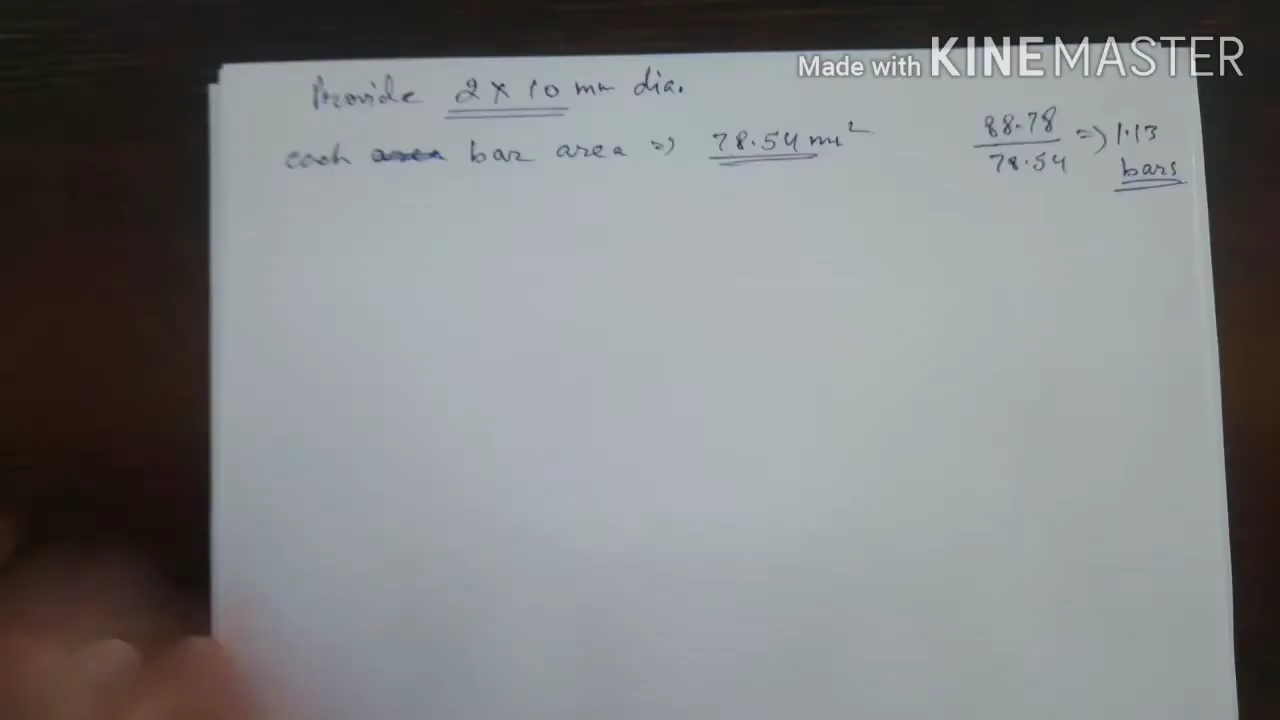 Made with KINEMASTER
Provide 2 x 10 mm dia.
each area bar area => 78.54 mm²
88.78
78.54
=> 1.13
bars